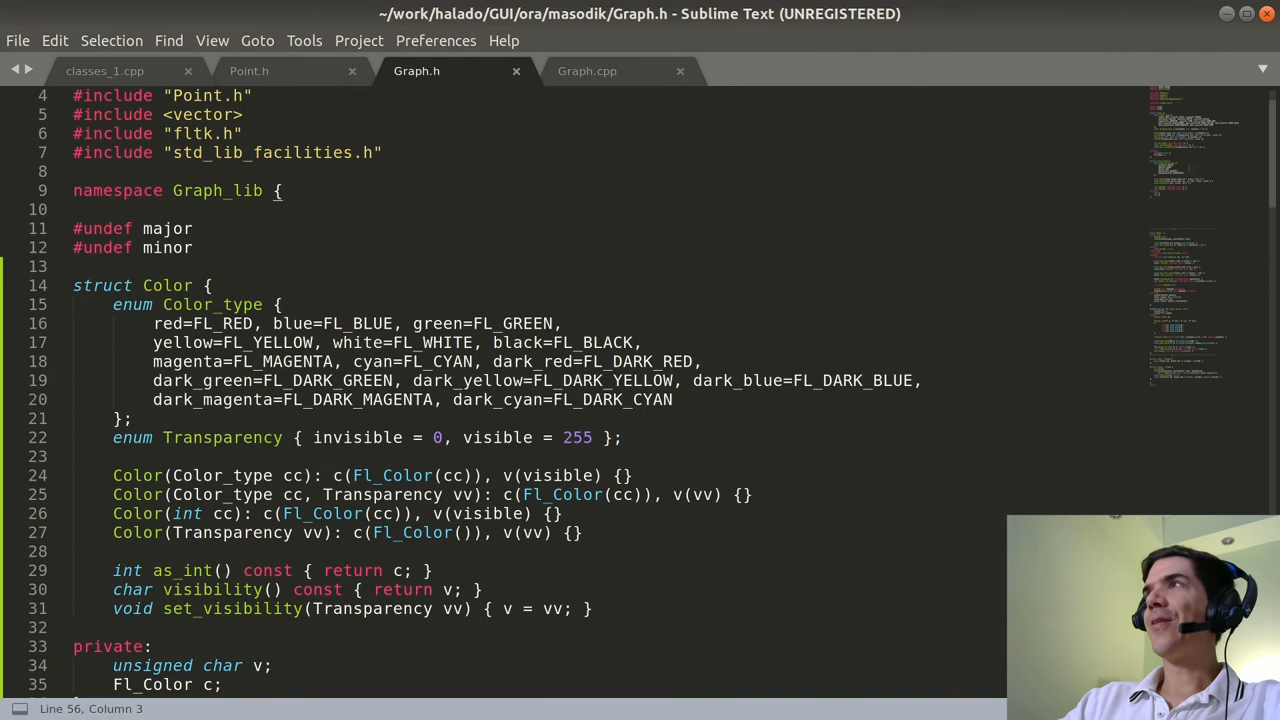 ~/work/halado/GUI/ora/masodik/Graph.h - Sublime Text (UNREGISTERED)
File Edit Selection Find View Goto Tools Project Preferences Help
classes_1.cpp × Point.h × Graph.h × Graph.cpp ×
4 #include "Point.h"
5 #include <vector>
6 #include "fltk.h"
7 #include "std_lib_facilities.h"
8
9 namespace Graph_lib {
10
11 #undef major
12 #undef minor
13
14 struct Color {
15 enum Color_type {
16 red=FL_RED, blue=FL_BLUE, green=FL_GREEN,
17 yellow=FL_YELLOW, white=FL_WHITE, black=FL_BLACK,
18 magenta=FL_MAGENTA, cyan=FL_CYAN, dark_red=FL_DARK_RED,
19 dark_green=FL_DARK_GREEN, dark_yellow=FL_DARK_YELLOW, dark_blue=FL_DARK_BLUE,
20 dark_magenta=FL_DARK_MAGENTA, dark_cyan=FL_DARK_CYAN
21 };
22 enum Transparency { invisible = 0, visible = 255 };
23
24 Color(Color_type cc): c(Fl_Color(cc)), v(visible) {}
25 Color(Color_type cc, Transparency vv): c(Fl_Color(cc)), v(vv) {}
26 Color(int cc): c(Fl_Color(cc)), v(visible) {}
27 Color(Transparency vv): c(Fl_Color()), v(vv) {}
28
29 int as_int() const { return c; }
30 char visibility() const { return v; }
31 void set_visibility(Transparency vv) { v = vv; }
32
33 private:
34 unsigned char v;
35 Fl_Color c;
Line 56, Column 3